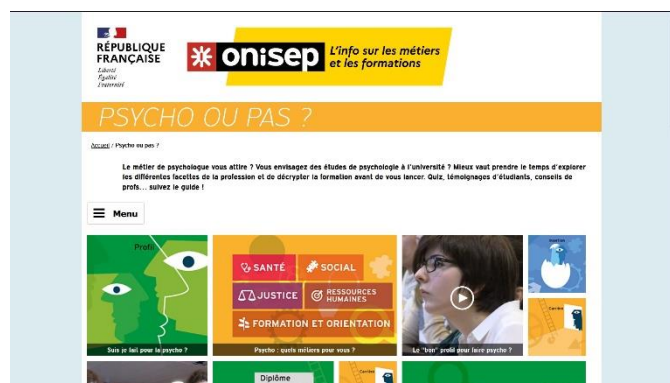 RÉPUBLIQUE
FRANÇAISE
Liberté
Égalité
Fraternité
onisep
L'info sur les métiers
et les formations
PSYCHO OU PAS ?
Accueil / Psycho ou pas ?
Le métier de psychologue vous attire ? Vous envisagez des études de psychologie à l'université ? Mieux vaut prendre le temps d'explorer
les différentes facettes de la profession et de décrypter la formation avant de vous lancer. Quiz, témoignages d'étudiants, conseils de
profs... suivez le guide !
Menu
Profil
SANTÉ
SOCIAL
JUSTICE
RESSOURCES
HUMAINES
FORMATION ET ORIENTATION
Suis je fait pour la psycho ?
Psycho : quels métiers pour vous ?
Le "bon" profil pour faire psycho ?
Diplôme